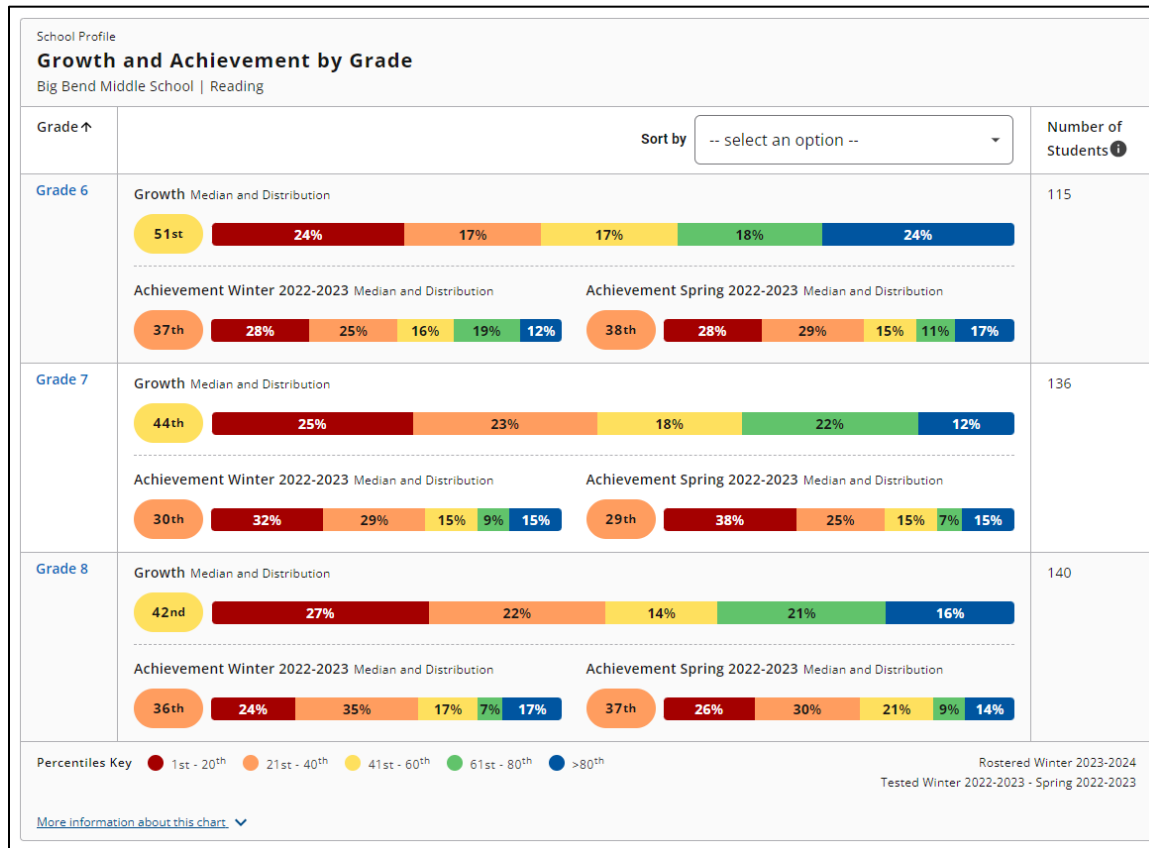 School Profile
Growth and Achievement by Grade
Big Bend Middle School | Reading
Grade↑
Sort by
-- select an option --
Number of
Students
Grade 6
Growth Median and Distribution
115
51st
24% 17% 17% 18% 24%
Achievement Winter 2022-2023 Median and Distribution
37th
28% 25% 16% 19% 12%
Achievement Spring 2022-2023 Median and Distribution
38th
28% 29% 15% 11% 17%
Grade 7
Growth Median and Distribution
136
44th
25% 23% 18% 22% 12%
Achievement Winter 2022-2023 Median and Distribution
30th
32% 29% 15% 9% 15%
Achievement Spring 2022-2023 Median and Distribution
29th
38% 25% 15% 7% 15%
Grade 8
Growth Median and Distribution
140
42nd
27% 22% 14% 21% 16%
Achievement Winter 2022-2023 Median and Distribution
36th
24% 35% 17% 7% 17%
Achievement Spring 2022-2023 Median and Distribution
37th
26% 30% 21% 9% 14%
Percentiles Key 1st - 20th 21st - 40th 41st - 60th 61st - 80th >80th
Rostered Winter 2023-2024
Tested Winter 2022-2023 - Spring 2022-2023
More information about this chart